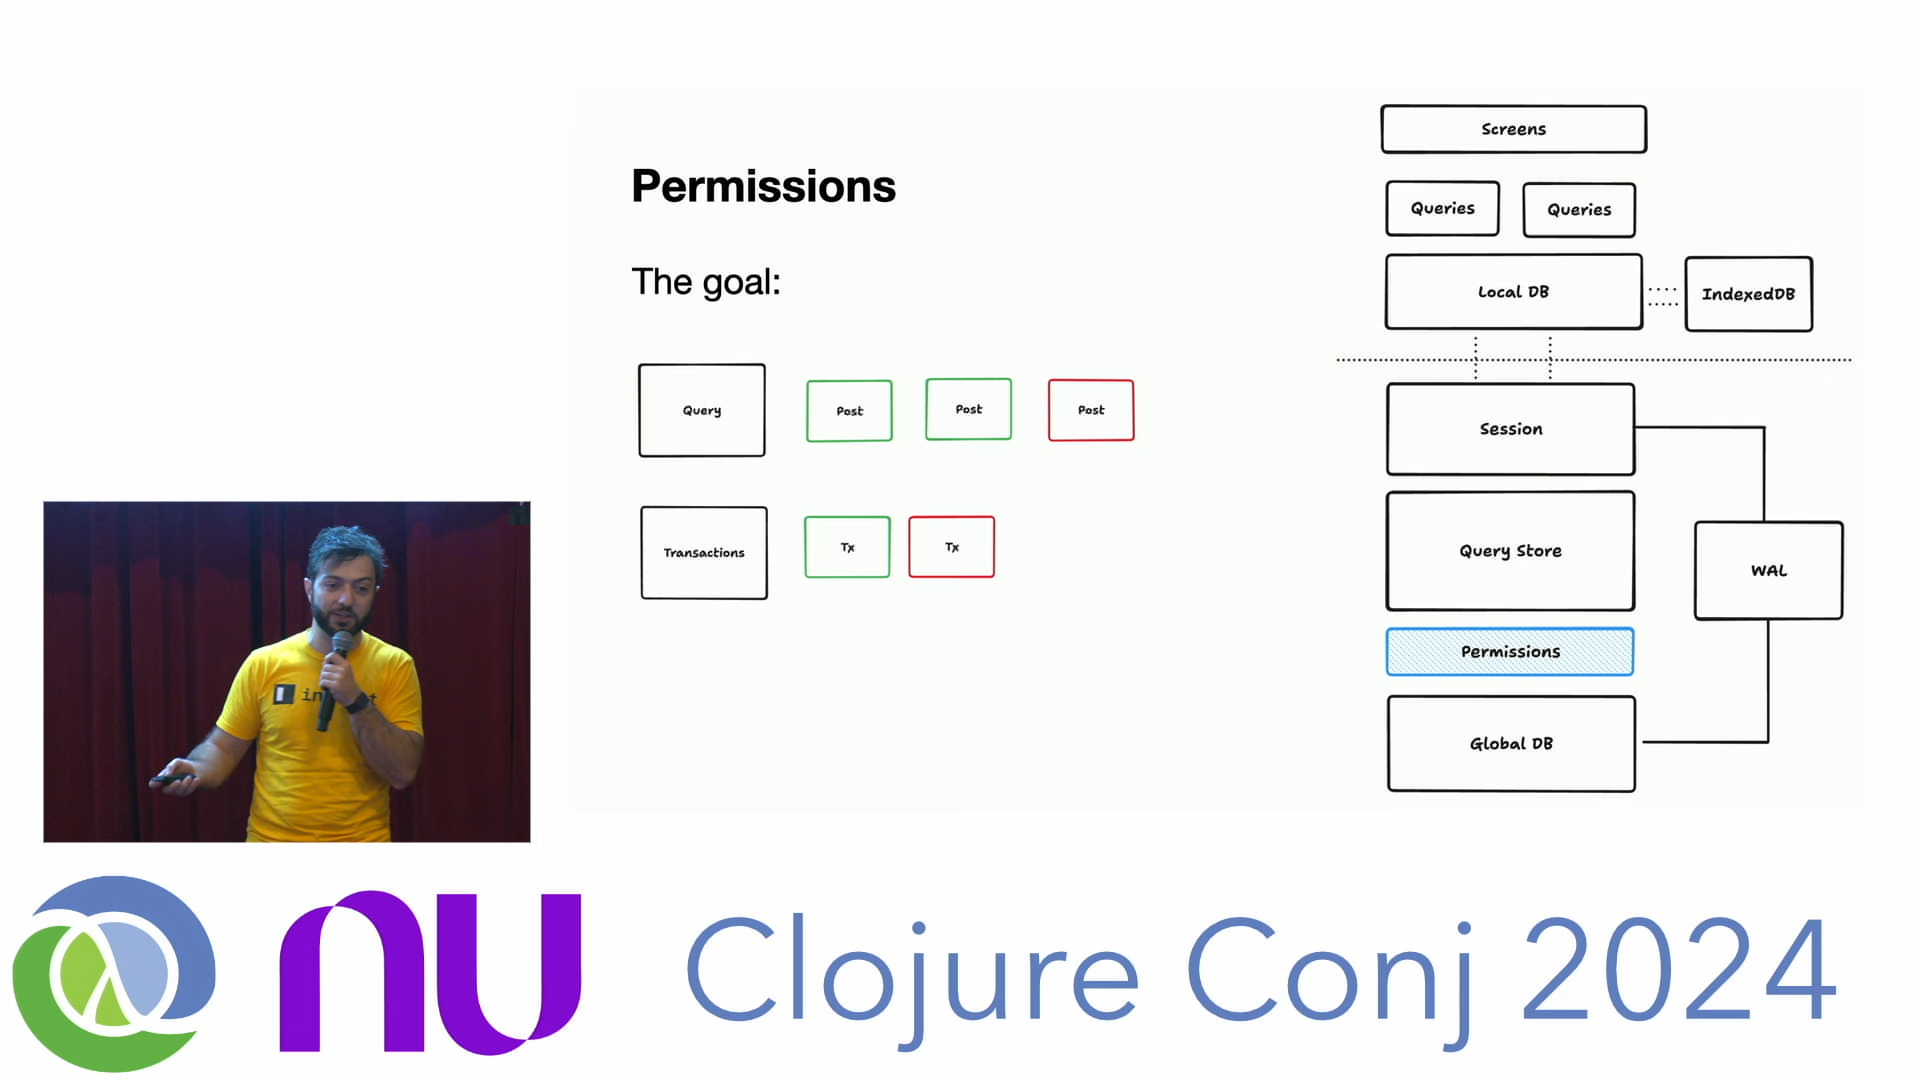 Permissions
The goal:
Query
Post
Post
Post
Transactions
Tx
Tx
Screens
Queries
Queries
Local DB
IndexedDB
Session
Query Store
WAL
Permissions
Global DB
nu
Clojure Conj 2024